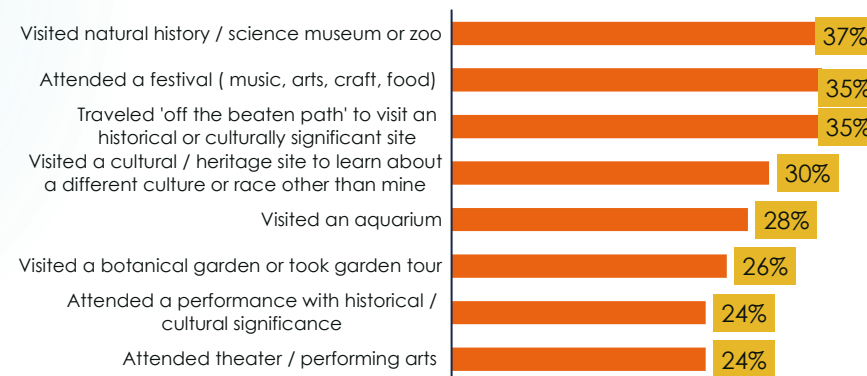 Visited natural history / science museum or zoo
37%
Attended a festival ( music, arts, craft, food)
35%
Traveled 'off the beaten path' to visit an
historical or culturally significant site
35%
Visited a cultural / heritage site to learn about
a different culture or race other than mine
30%
Visited an aquarium
28%
Visited a botanical garden or took garden tour
26%
Attended a performance with historical /
cultural significance
24%
Attended theater / performing arts
24%